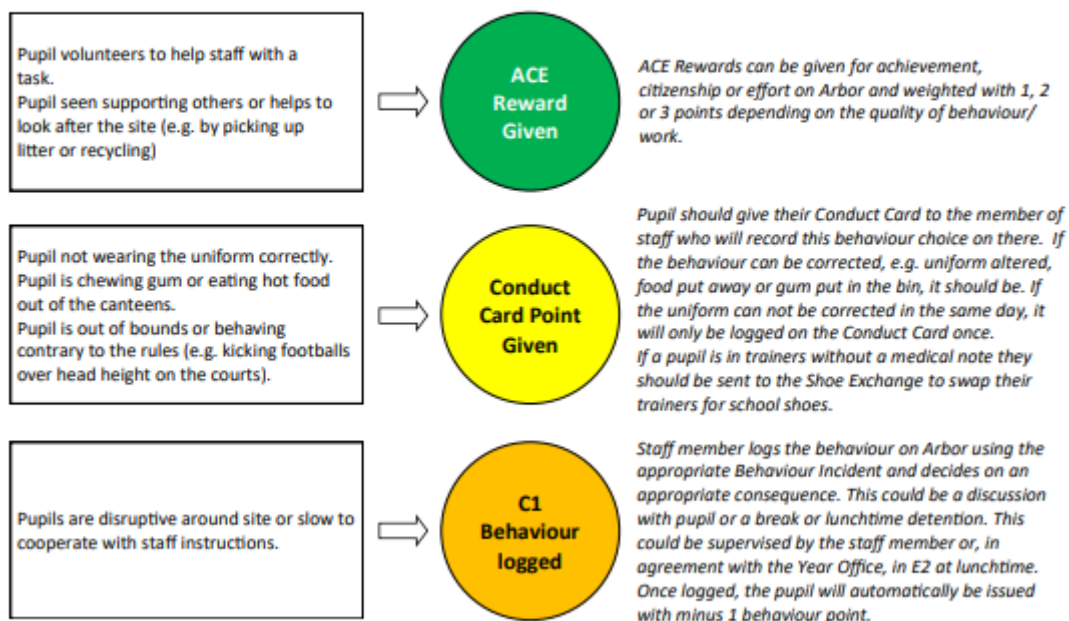 Pupil volunteers to help staff with a
task.
Pupil seen supporting others or helps to
look after the site (e.g. by picking up
litter or recycling)
ACE
Reward
Given
ACE Rewards can be given for achievement,
citizenship or effort on Arbor and weighted with 1, 2
or 3 points depending on the quality of behaviour/
work.
Pupil not wearing the uniform correctly.
Pupil is chewing gum or eating hot food
out of the canteens.
Pupil is out of bounds or behaving
contrary to the rules (e.g. kicking footballs
over head height on the courts).
Conduct
Card Point
Given
Pupil should give their Conduct Card to the member of
staff who will record this behaviour choice on there. If
the behaviour can be corrected, e.g. uniform altered,
food put away or gum put in the bin, it should be. If
the uniform can not be corrected in the same day, it
will only be logged on the Conduct Card once.
If a pupil is in trainers without a medical note they
should be sent to the Shoe Exchange to swap their
trainers for school shoes.
Pupils are disruptive around site or slow to
cooperate with staff instructions.
C1
Behaviour
logged
Staff member logs the behaviour on Arbor using the
appropriate Behaviour Incident and decides on an
appropriate consequence. This could be a discussion
with pupil or a break or lunchtime detention. This
could be supervised by the staff member or, in
agreement with the Year Office, in E2 at lunchtime.
Once logged, the pupil will automatically be issued
with minus 1 behaviour point.